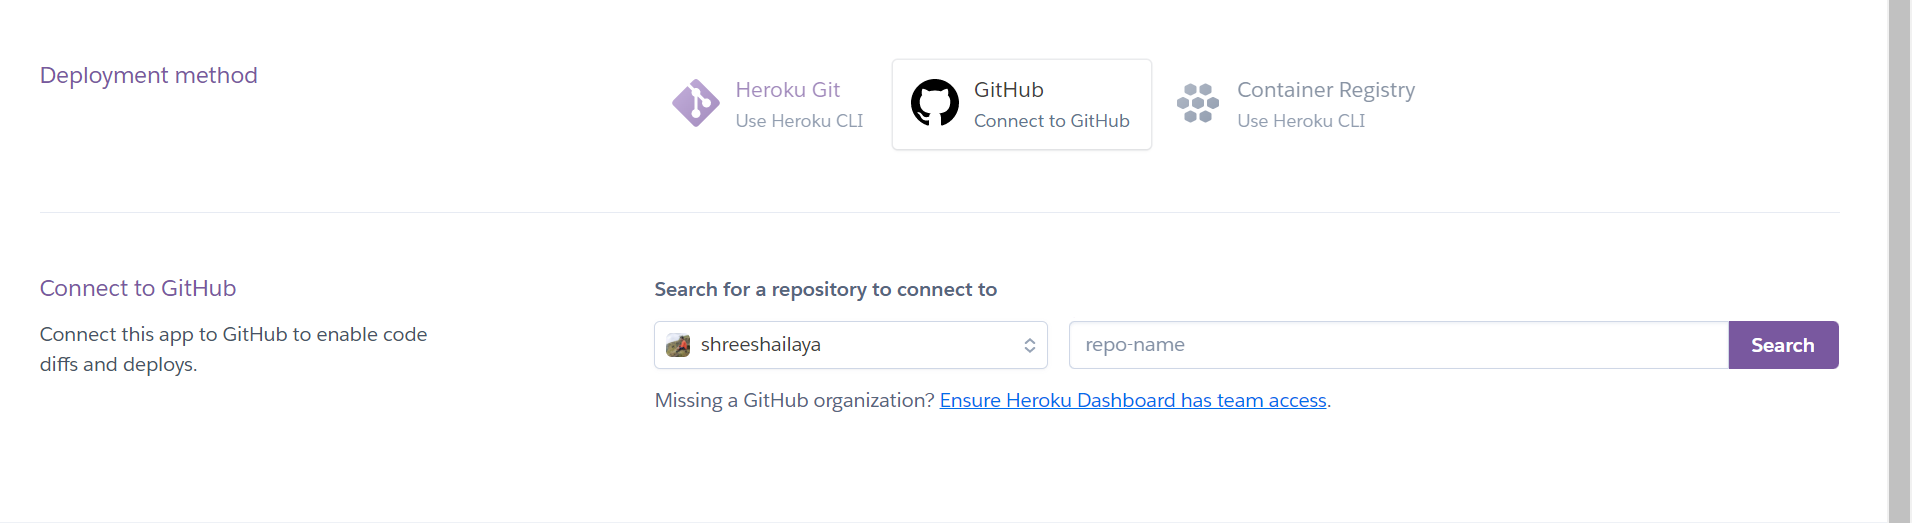 Deployment method
Heroku Git
Use Heroku CLI
GitHub
Connect to GitHub
Container Registry
Use Heroku CLI
Connect to GitHub
Connect this app to GitHub to enable code
diffs and deploys.
Search for a repository to connect to
shreeshailaya
repo-name
Search
Missing a GitHub organization? Ensure Heroku Dashboard has team access.